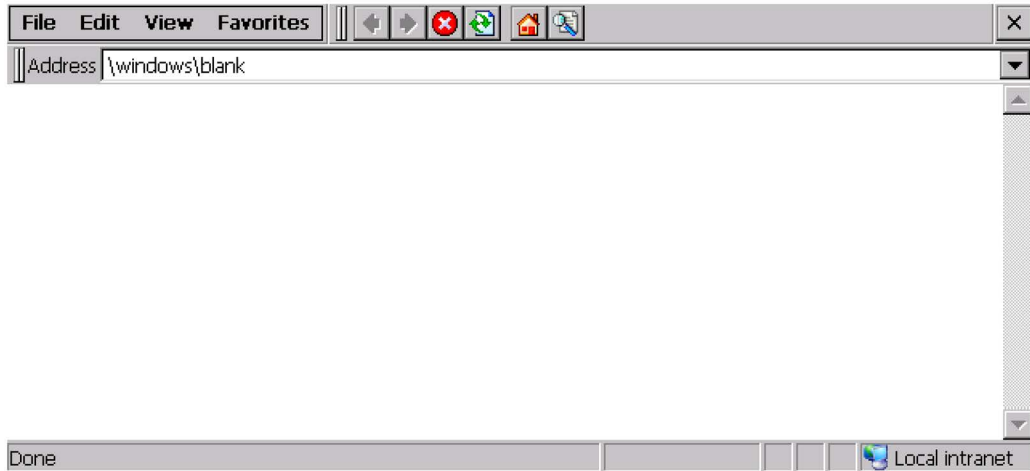 File Edit View Favorites
Address \windows\blank
Done Local intranet